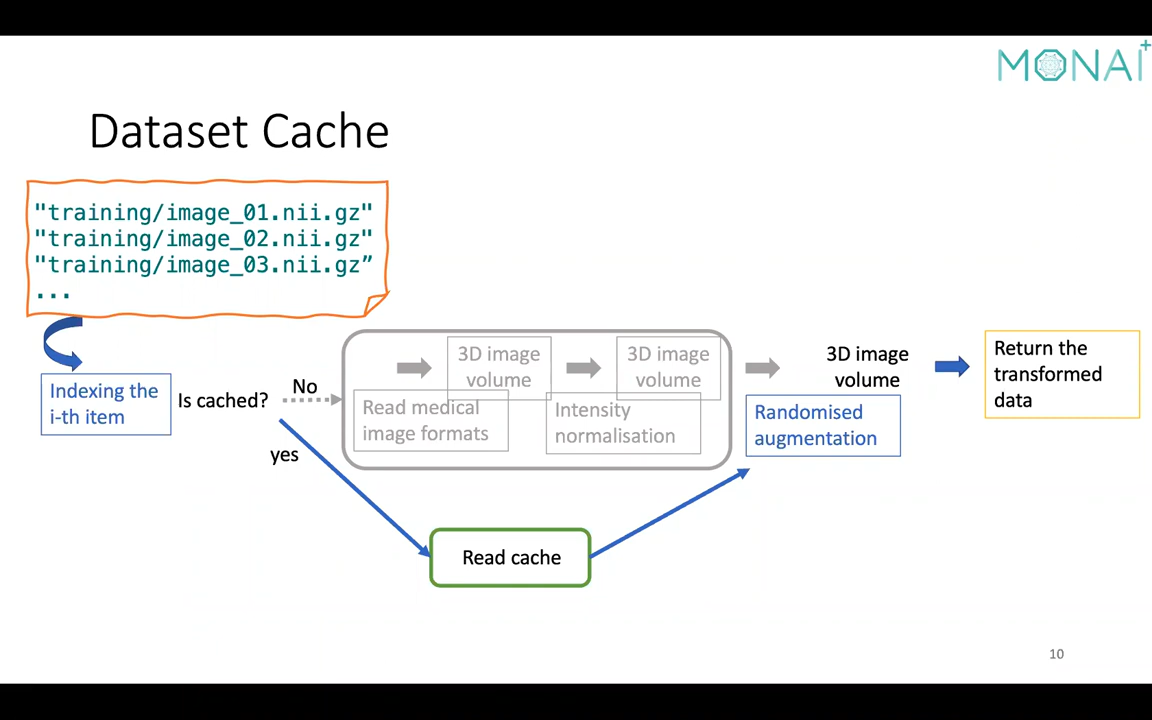 MONAI+
Dataset Cache
"training/image_01.nii.gz"
"training/image_02.nii.gz"
"training/image_03.nii.gz”
...
Indexing the
i-th item
Is cached?
No
yes
Read medical
image formats
3D image
volume
Intensity
normalisation
3D image
volume
Randomised
augmentation
3D image
volume
Return the
transformed
data
Read cache
10